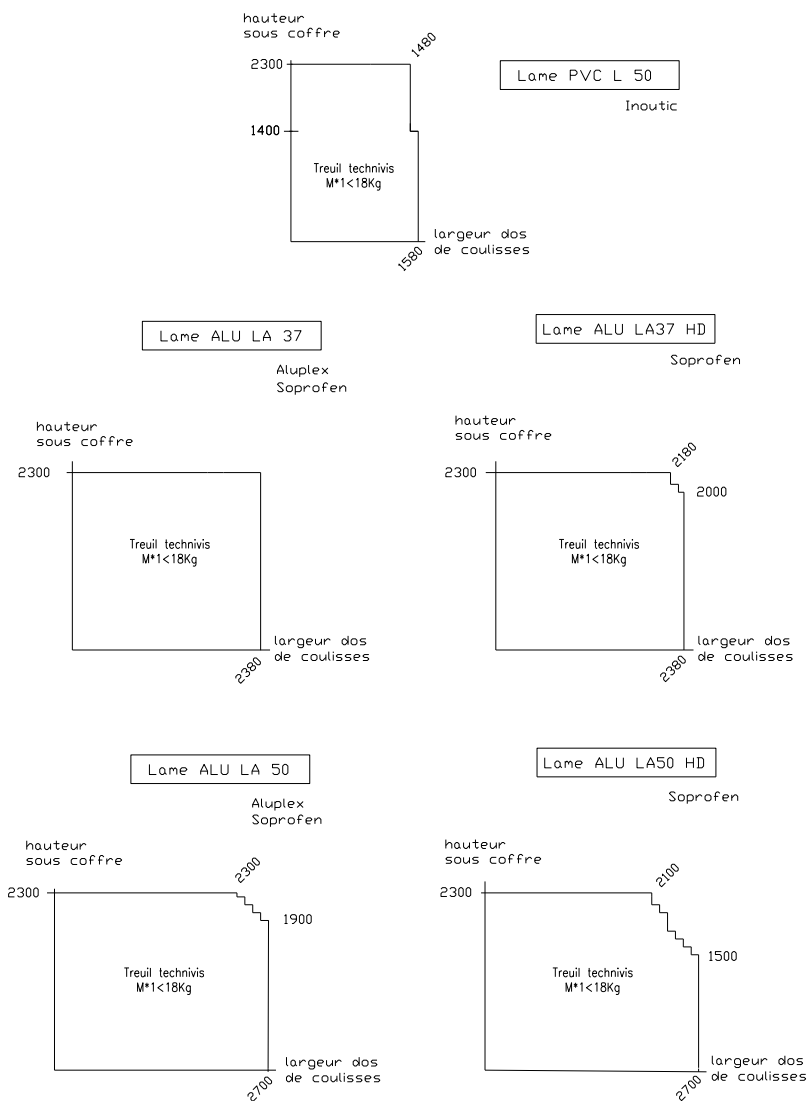 hauteur
sous coffre
1480
2300
Lame PVC L 50
Inoutic
1400
Treuil technivis
M*1<18Kg
largeur dos
de coulisses
1580
Lame ALU LA 37
Aluplex
Soprofen
hauteur
sous coffre
2300
Treuil technivis
M*1<18Kg
largeur dos
de coulisses
2380
Lame ALU LA37 HD
Soprofen
hauteur
sous coffre
2180
2300
2000
Treuil technivis
M*1<18Kg
largeur dos
de coulisses
2380
Lame ALU LA 50
Aluplex
Soprofen
hauteur
sous coffre
2300
2300
1900
Treuil technivis
M*1<18Kg
largeur dos
de coulisses
2700
Lame ALU LA50 HD
Soprofen
hauteur
sous coffre
2100
2300
1500
Treuil technivis
M*1<18Kg
largeur dos
de coulisses
2700